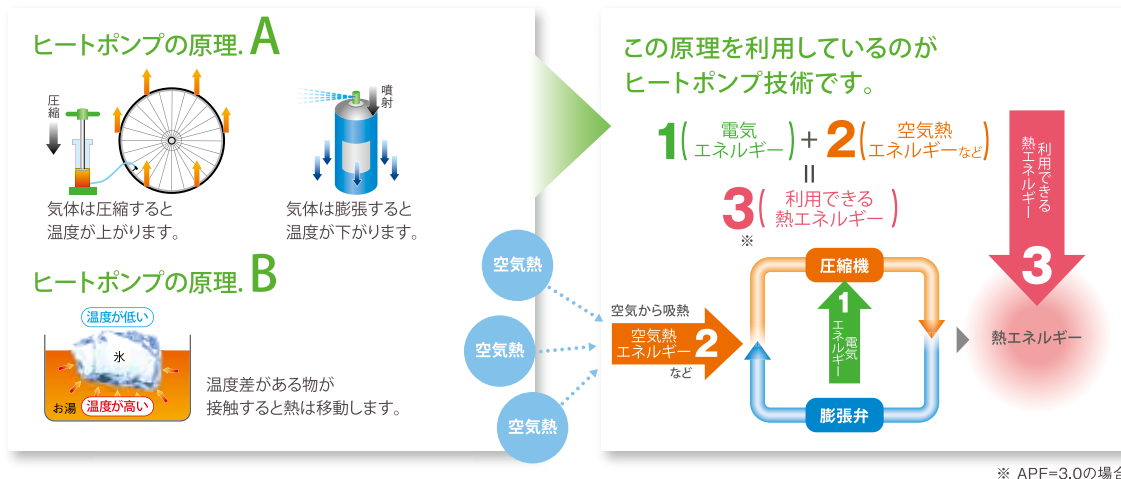 ヒートポンプの原理. A
圧縮
噴射
気体は圧縮すると
温度が上がります。
気体は膨張すると
温度が下がります。
ヒートポンプの原理. B
温度が低い
氷
お湯
温度が高い
温度差がある物が
接触すると熱は移動します。
空気熱
空気熱
空気熱
この原理を利用しているのが
ヒートポンプ技術です。
1(電気
エネルギー)+2(空気熱
エネルギーなど)
=
3(利用できる
熱エネルギー)
※
空気から吸熱
空気熱
エネルギー 2
など
圧縮機
1
電気
エネルギー
膨張弁
利用できる
熱エネルギー
3
熱エネルギー
※ APF=3.0の場合